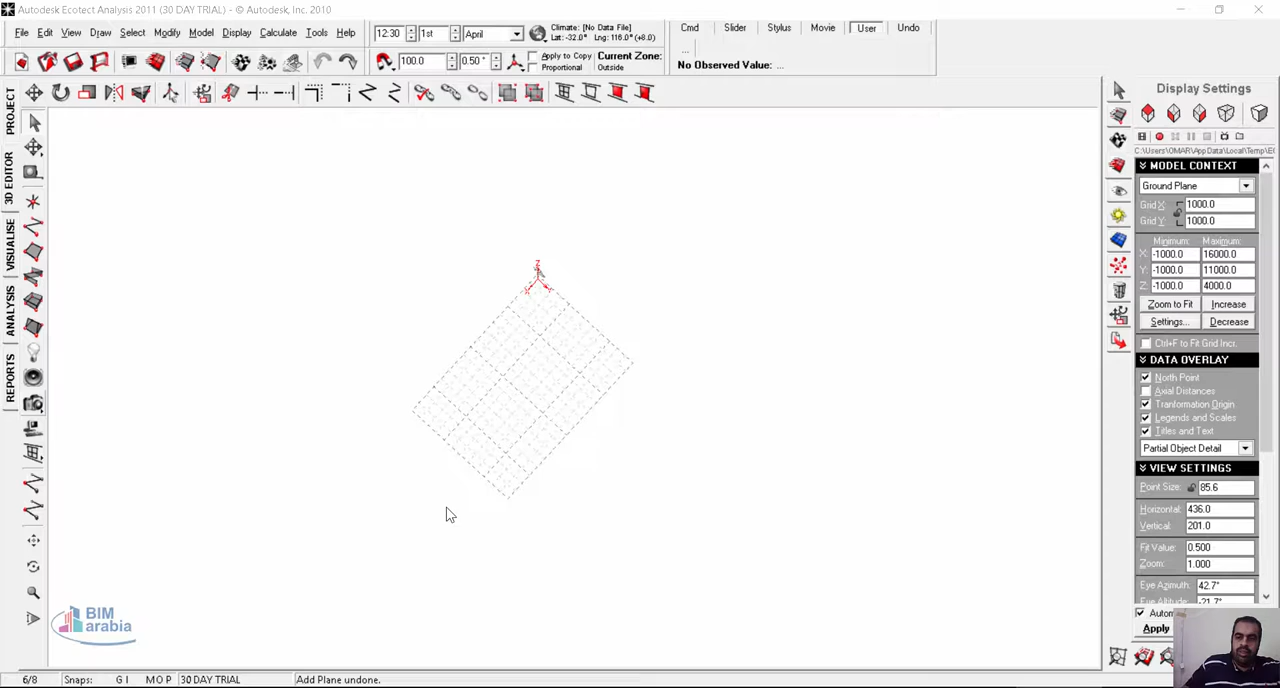 Autodesk Ecotect Analysis 2011 (30 DAY TRIAL) - © Autodesk, Inc. 2010
File Edit View Draw Select Modify Model Display Calculate Tools Help
12:30 1st April
Climate: [No Data File]
Lat: -32.0° Lng: 116.0° (+8.0)
Cmd Slider Stylus Movie User Undo
...
No Observed Value: ...
100.0 0.50 °
Apply to Copy
Proportional
Current Zone:
Outside
PROJECT
3D EDITOR
VISUALISE
ANALYSIS
REPORTS
Z
Display Settings
MODEL CONTEXT
Ground Plane
Grid X: 1000.0
Grid Y: 1000.0
Minimum: Maximum:
X: -1000.0 16000.0
Y: -1000.0 11000.0
Z: -1000.0 4000.0
Zoom to Fit Increase
Settings... Decrease
Ctrl+F to Fit Grid Incr.
DATA OVERLAY
North Point
Axial Distances
Tranformation Origin
Legends and Scales
Titles and Text
Partial Object Detail
VIEW SETTINGS
Point Size: 85.6
Horizontal: 436.0
Vertical: 201.0
Fit Value: 0.500
Zoom: 1.000
Eye Azimuth: 42.7°
Eye Altitude: -21.7°
Apply
BIM
arabia
6/8 Snaps: G I M O P 30 DAY TRIAL Add Plane undone.